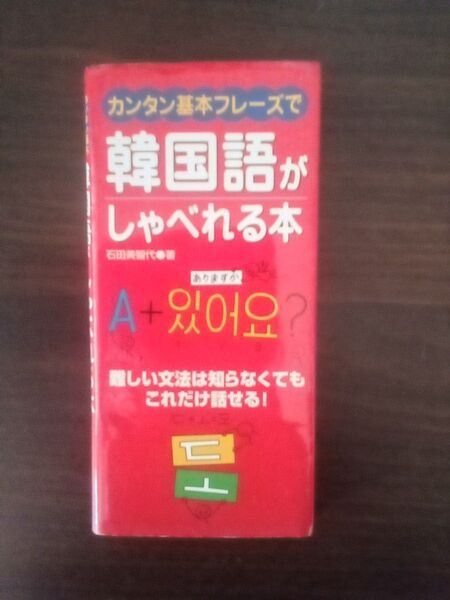 カンタン基本フレーズで
韓国語が
しゃべれる本
石田美智代●著
ありますか
A+있어요?
難しい文法は知らなくても
これだけ話せる!
ㄷ
ㅗ